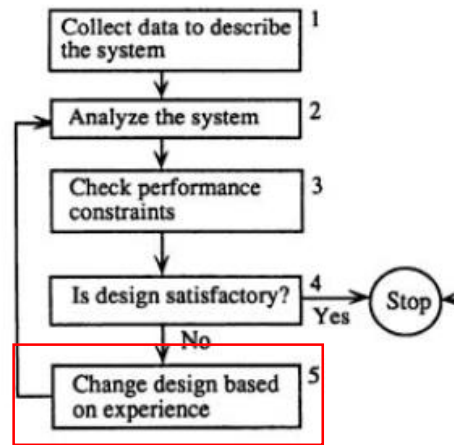 Collect data to describe
the system
1
Analyze the system
2
Check performance
constraints
3
Is design satisfactory?
4
Yes
Stop
No
Change design based
on experience
5